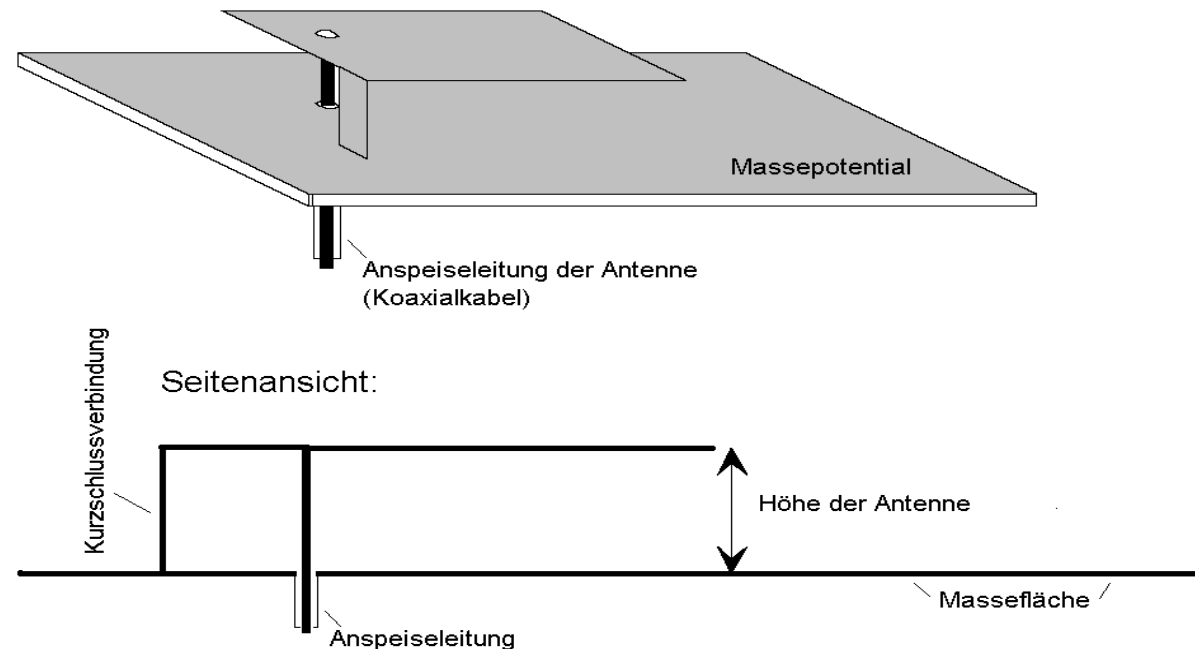 Massepotential
Anspeiseleitung der Antenne
(Koaxialkabel)
Seitenansicht:
Kurzschlussverbindung
Höhe der Antenne
Massefläche
Anspeiseleitung